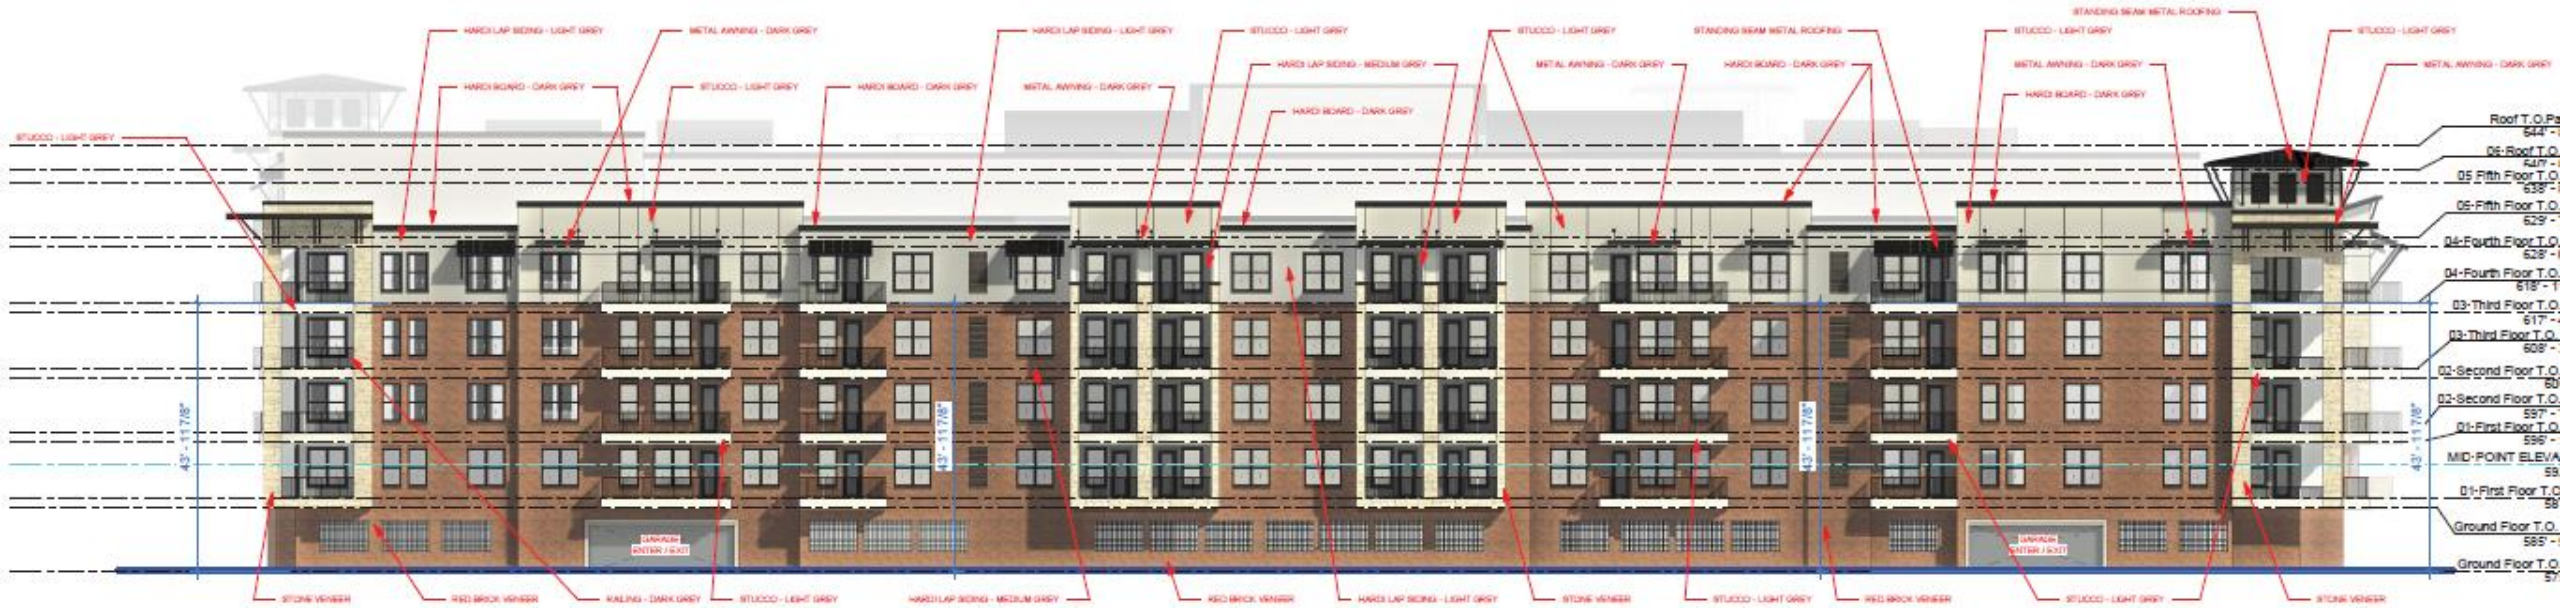 STANDING SEAM METAL ROOFING
HARDI LAP SIDING - LIGHT GREY
METAL AWNING - DARK GREY
HARDI LAP SIDING - LIGHT GREY
STUCCO - LIGHT GREY
STUCCO - LIGHT GREY
STANDING SEAM METAL ROOFING
STUCCO - LIGHT GREY
STUCCO - LIGHT GREY
HARDI LAP SIDING - MEDIUM GREY
METAL AWNING - DARK GREY
HARDI BOARD - DARK GREY
METAL AWNING - DARK GREY
METAL AWNING - DARK GREY
HARDI BOARD - DARK GREY
STUCCO - LIGHT GREY
HARDI BOARD - DARK GREY
METAL AWNING - DARK GREY
HARDI BOARD - DARK GREY
HARDI BOARD - DARK GREY
STUCCO - LIGHT GREY
Roof T.O.Pa
644' -
06-Roof T.O.
640' -
05 Fifth Floor T.O.
638' -
05-Fifth Floor T.O.
629' -
04-Fourth Floor T.O.
628' -
04-Fourth Floor T.O.
618' - 1
03-Third Floor T.O.
617' -
03-Third Floor T.O.
608' -
02-Second Floor T.O.
60
02-Second Floor T.O.
597' -
01-First Floor T.O.
596' -
MID-POINT ELEVA
59
01-First Floor T.O.
58
Ground Floor T.O.
585' -
Ground Floor T.O.
57
43' - 11 7/8"
43' - 11 7/8"
43' - 11 7/8"
43' - 11 7/8"
GARAGE
ENTER / EXIT
GARAGE
ENTER / EXIT
STONE VENEER
RED BRICK VENEER
RAILING - DARK GREY
STUCCO - LIGHT GREY
HARDI LAP SIDING - MEDIUM GREY
RED BRICK VENEER
HARDI LAP SIDING - LIGHT GREY
STONE VENEER
STUCCO - LIGHT GREY
RED BRICK VENEER
STUCCO - LIGHT GREY
STONE VENEER